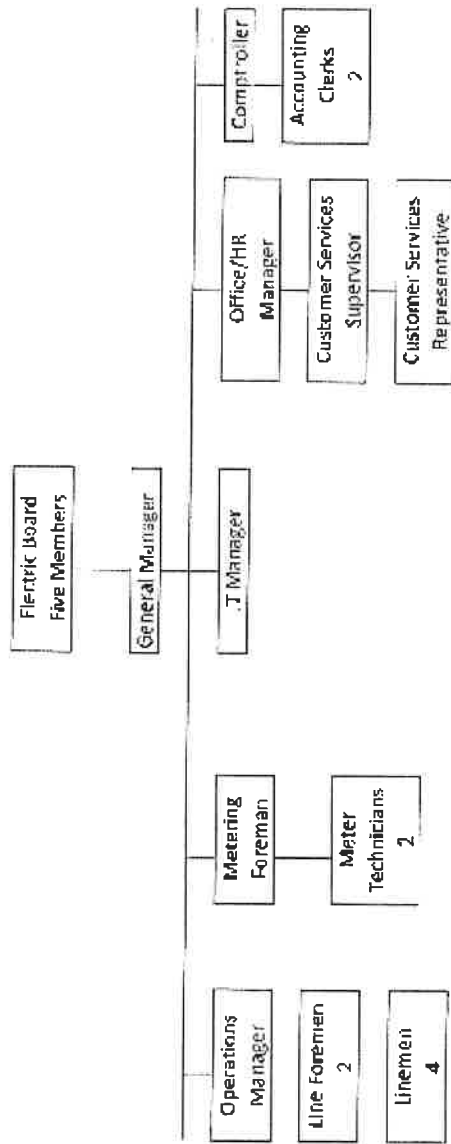 Electric Board
Five Members
General Manager
Operations
Manager
Metering
Foreman
.T Manager
Office/HR
Manager
Comptroller
Line Foremen
2
Meter
Technicians
2
Customer Services
Supervisor
Accounting
Clerks
2
Linemen
4
Customer Services
Representative